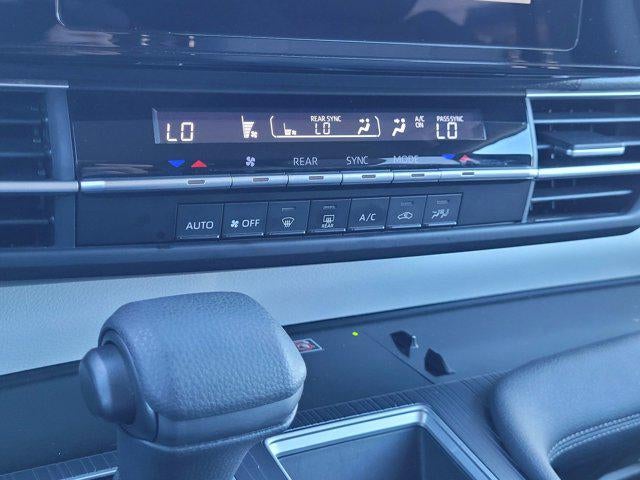 LO REAR SYNC LO A/C ON PASS SYNC LO
REAR SYNC MODE
AUTO OFF REAR A/C